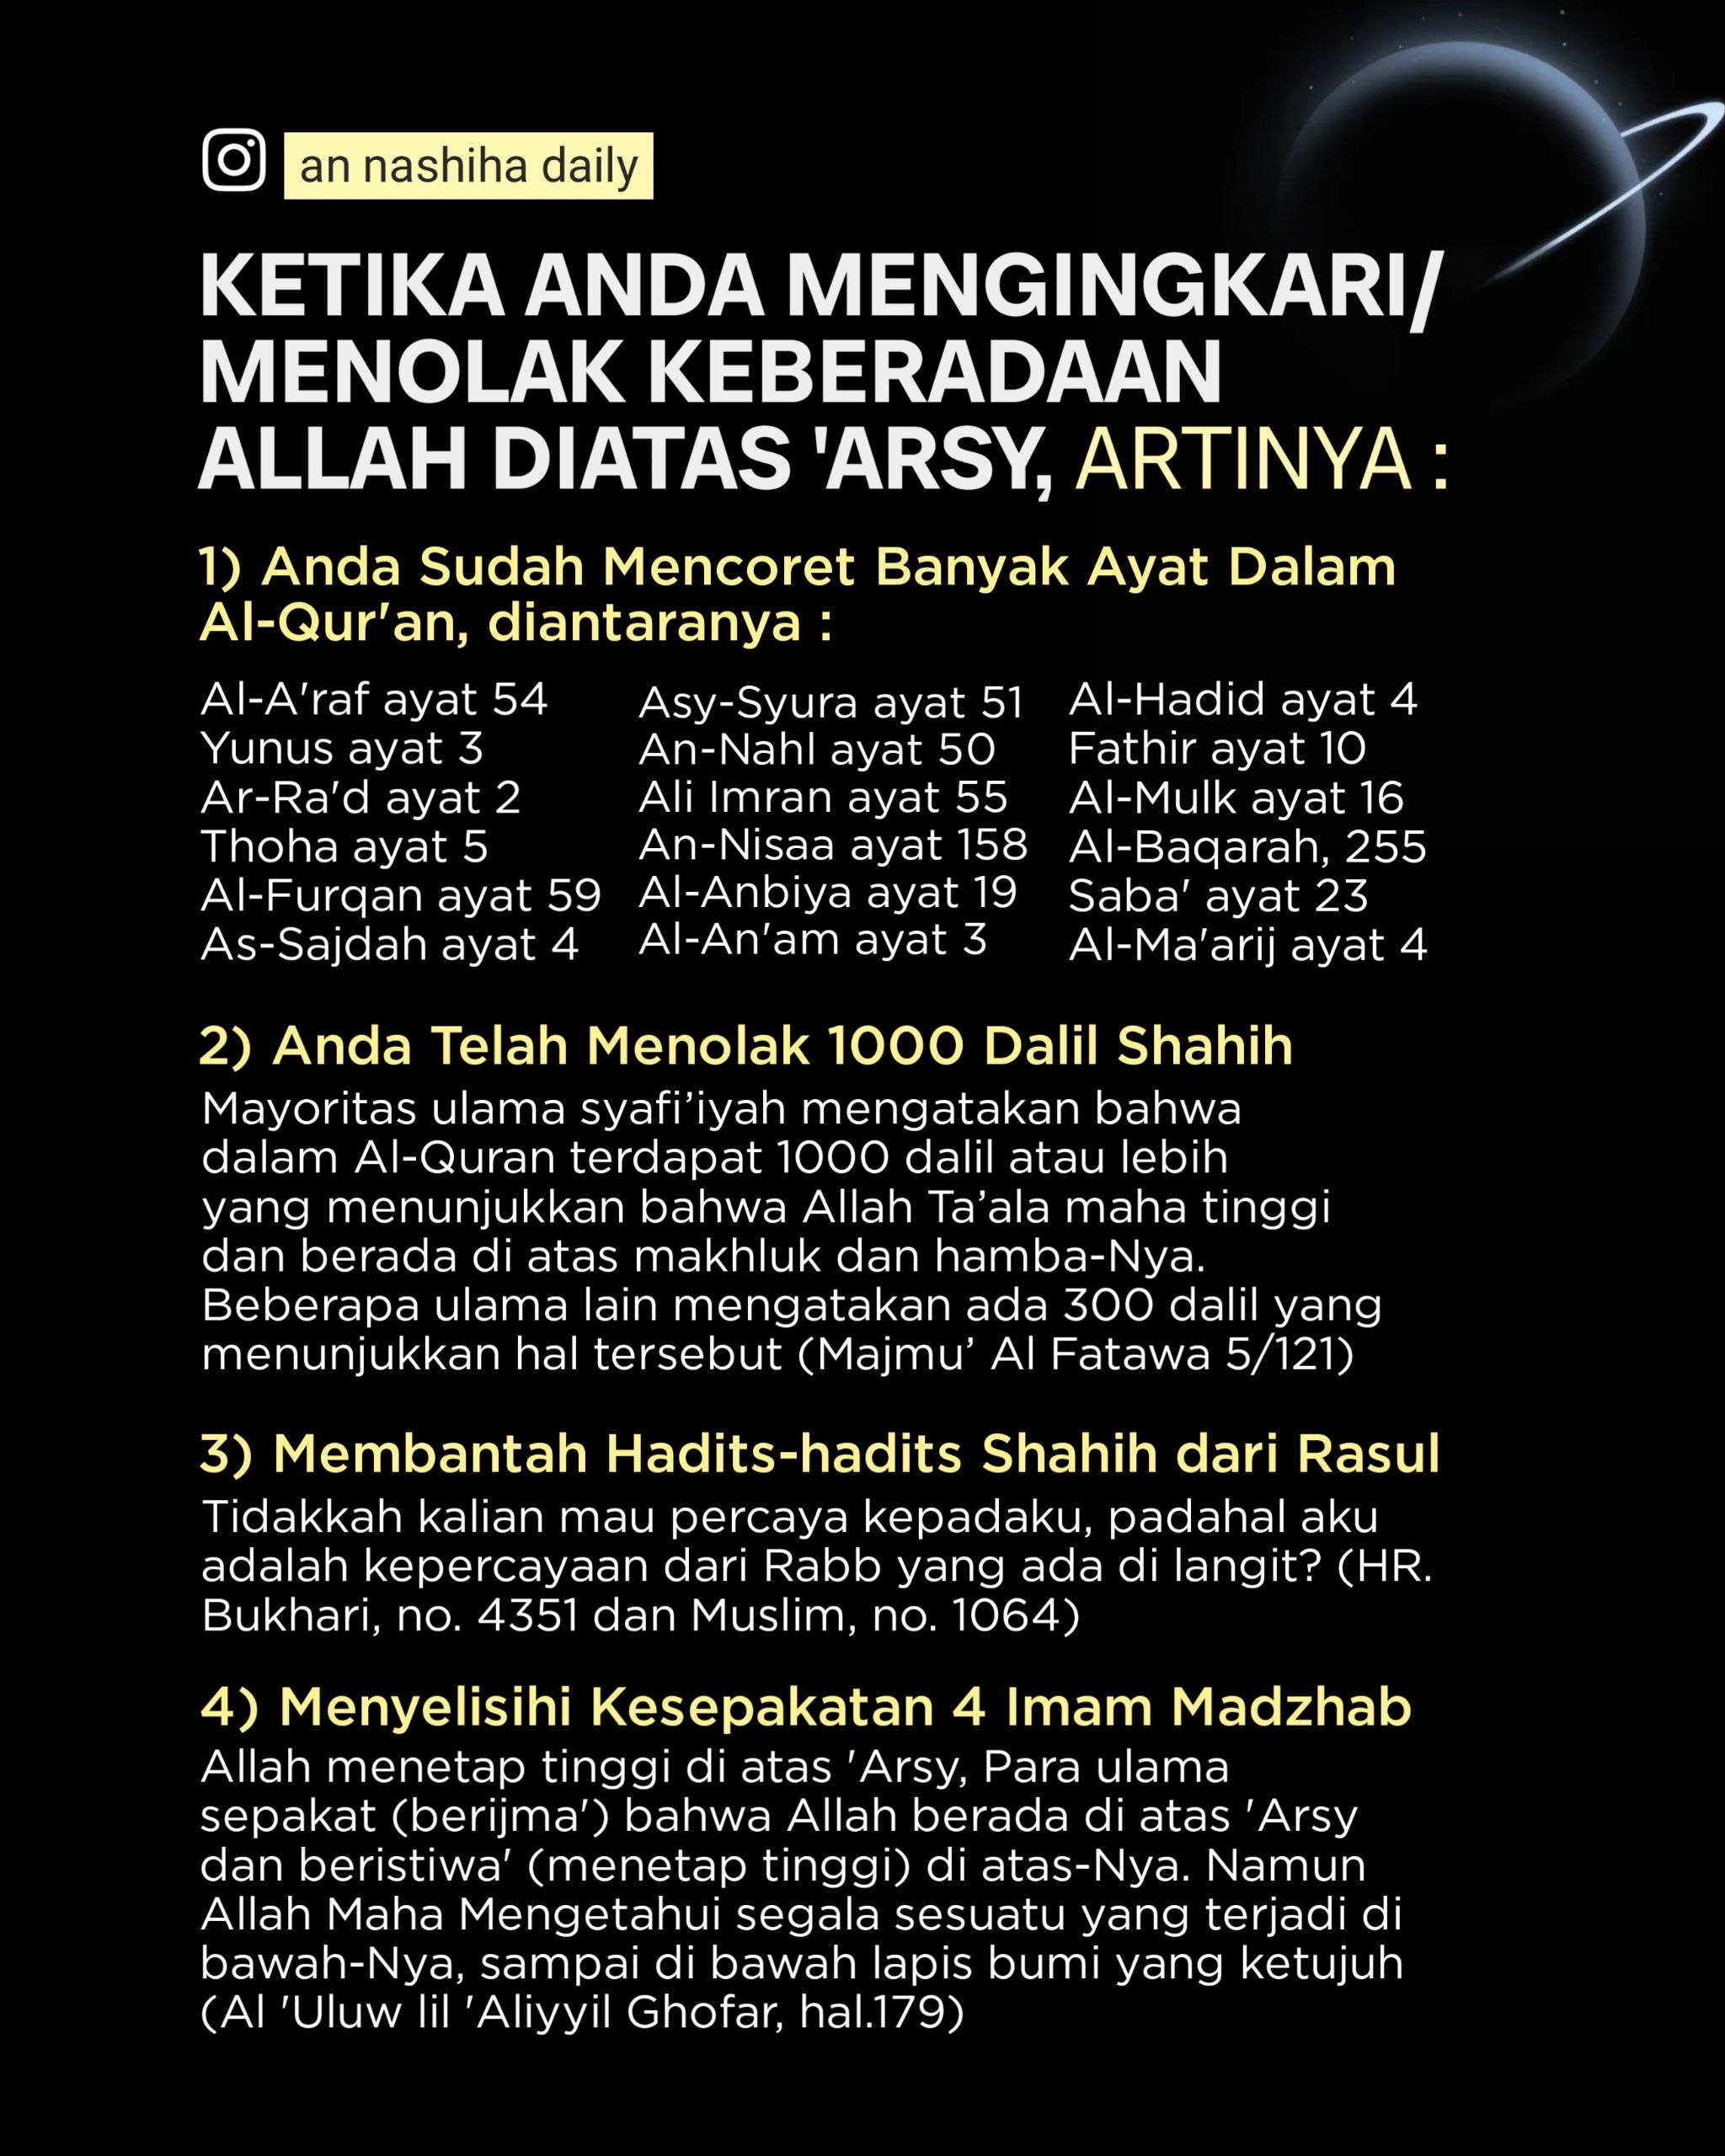 an nashiha daily
KETIKA ANDA MENGINGKARI/
MENOLAK KEBERADAAN
ALLAH DIATAS 'ARSY, ARTINYA :
1) Anda Sudah Mencoret Banyak Ayat Dalam
Al-Qur'an, diantaranya :
Al-A'raf ayat 54
Yunus ayat 3
Ar-Ra'd ayat 2
Thoha ayat 5
Al-Furqan ayat 59
As-Sajdah ayat 4
Asy-Syura ayat 51
An-Nahl ayat 50
Ali Imran ayat 55
An-Nisaa ayat 158
Al-Anbiya ayat 19
Al-An'am ayat 3
Al-Hadid ayat 4
Fathir ayat 10
Al-Mulk ayat 16
Al-Baqarah, 255
Saba' ayat 23
Al-Ma'arij ayat 4
2) Anda Telah Menolak 1000 Dalil Shahih
Mayoritas ulama syafi’iyah mengatakan bahwa
dalam Al-Quran terdapat 1000 dalil atau lebih
yang menunjukkan bahwa Allah Ta’ala maha tinggi
dan berada di atas makhluk dan hamba-Nya.
Beberapa ulama lain mengatakan ada 300 dalil yang
menunjukkan hal tersebut (Majmu’ Al Fatawa 5/121)
3) Membantah Hadits-hadits Shahih dari Rasul
Tidakkah kalian mau percaya kepadaku, padahal aku
adalah kepercayaan dari Rabb yang ada di langit? (HR.
Bukhari, no. 4351 dan Muslim, no. 1064)
4) Menyelisihi Kesepakatan 4 Imam Madzhab
Allah menetap tinggi di atas 'Arsy, Para ulama
sepakat (berijma') bahwa Allah berada di atas 'Arsy
dan beristiwa' (menetap tinggi) di atas-Nya. Namun
Allah Maha Mengetahui segala sesuatu yang terjadi di
bawah-Nya, sampai di bawah lapis bumi yang ketujuh
(Al 'Uluw lil 'Aliyyil Ghofar, hal.179)